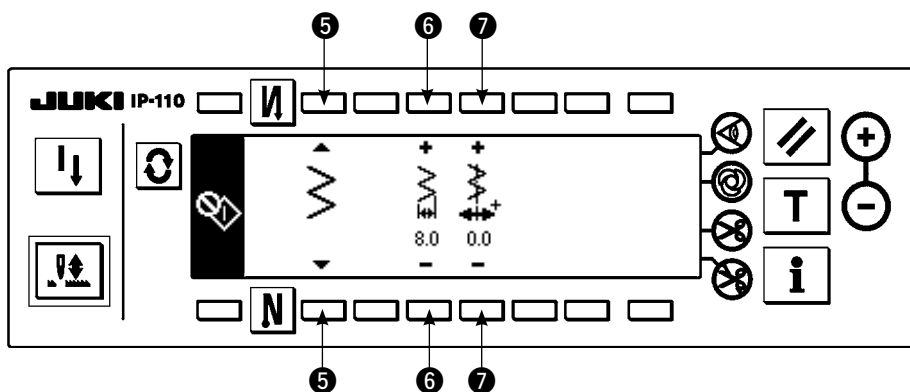 ❺ ❻ ❼
JUKI IP-110
+ +
+
8.0 0.0
− −
T
i
+
−
❺ ❻ ❼